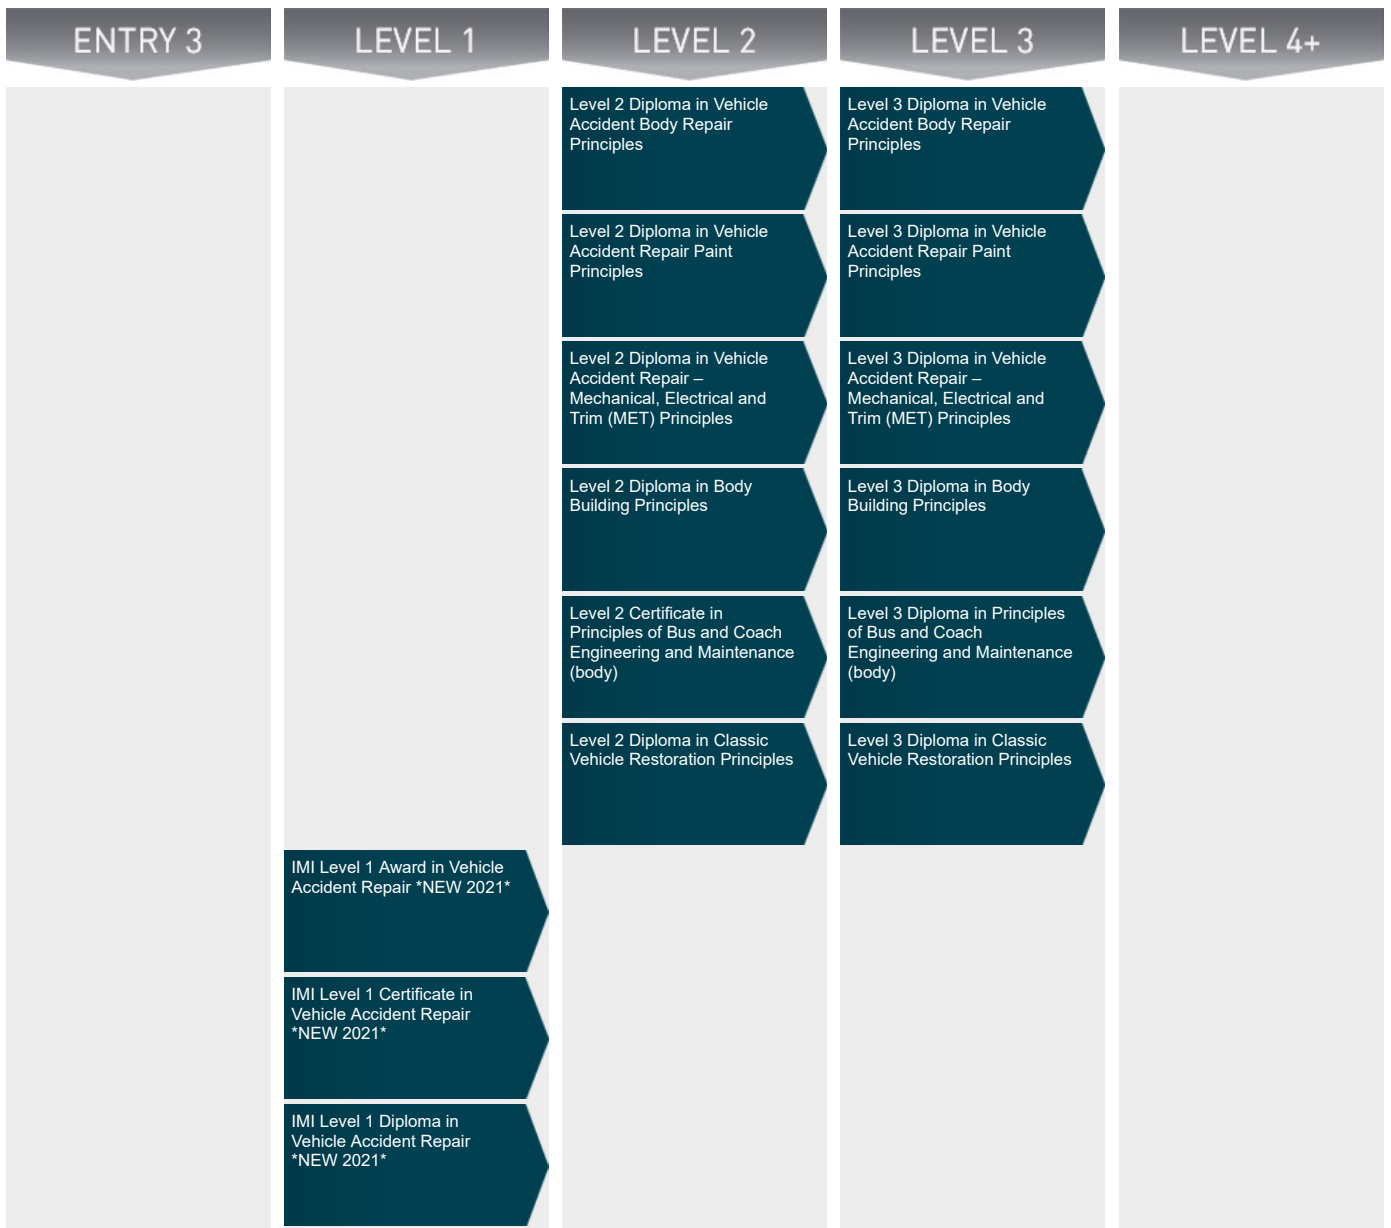 ENTRY 3
LEVEL 1
LEVEL 2
LEVEL 3
LEVEL 4+
Level 2 Diploma in Vehicle
Accident Body Repair
Principles
Level 3 Diploma in Vehicle
Accident Body Repair
Principles
Level 2 Diploma in Vehicle
Accident Repair Paint
Principles
Level 3 Diploma in Vehicle
Accident Repair Paint
Principles
Level 2 Diploma in Vehicle
Accident Repair –
Mechanical, Electrical and
Trim (MET) Principles
Level 3 Diploma in Vehicle
Accident Repair –
Mechanical, Electrical and
Trim (MET) Principles
Level 2 Diploma in Body
Building Principles
Level 3 Diploma in Body
Building Principles
Level 2 Certificate in
Principles of Bus and Coach
Engineering and Maintenance
(body)
Level 3 Diploma in Principles
of Bus and Coach
Engineering and Maintenance
(body)
Level 2 Diploma in Classic
Vehicle Restoration Principles
Level 3 Diploma in Classic
Vehicle Restoration Principles
IMI Level 1 Award in Vehicle
Accident Repair *NEW 2021*
IMI Level 1 Certificate in
Vehicle Accident Repair
*NEW 2021*
IMI Level 1 Diploma in
Vehicle Accident Repair
*NEW 2021*